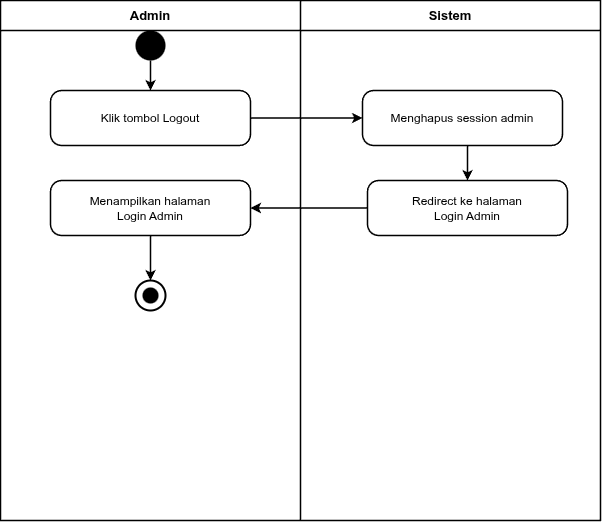 Admin
Sistem
Klik tombol Logout
Menghapus session admin
Menampilkan halaman
Login Admin
Redirect ke halaman
Login Admin